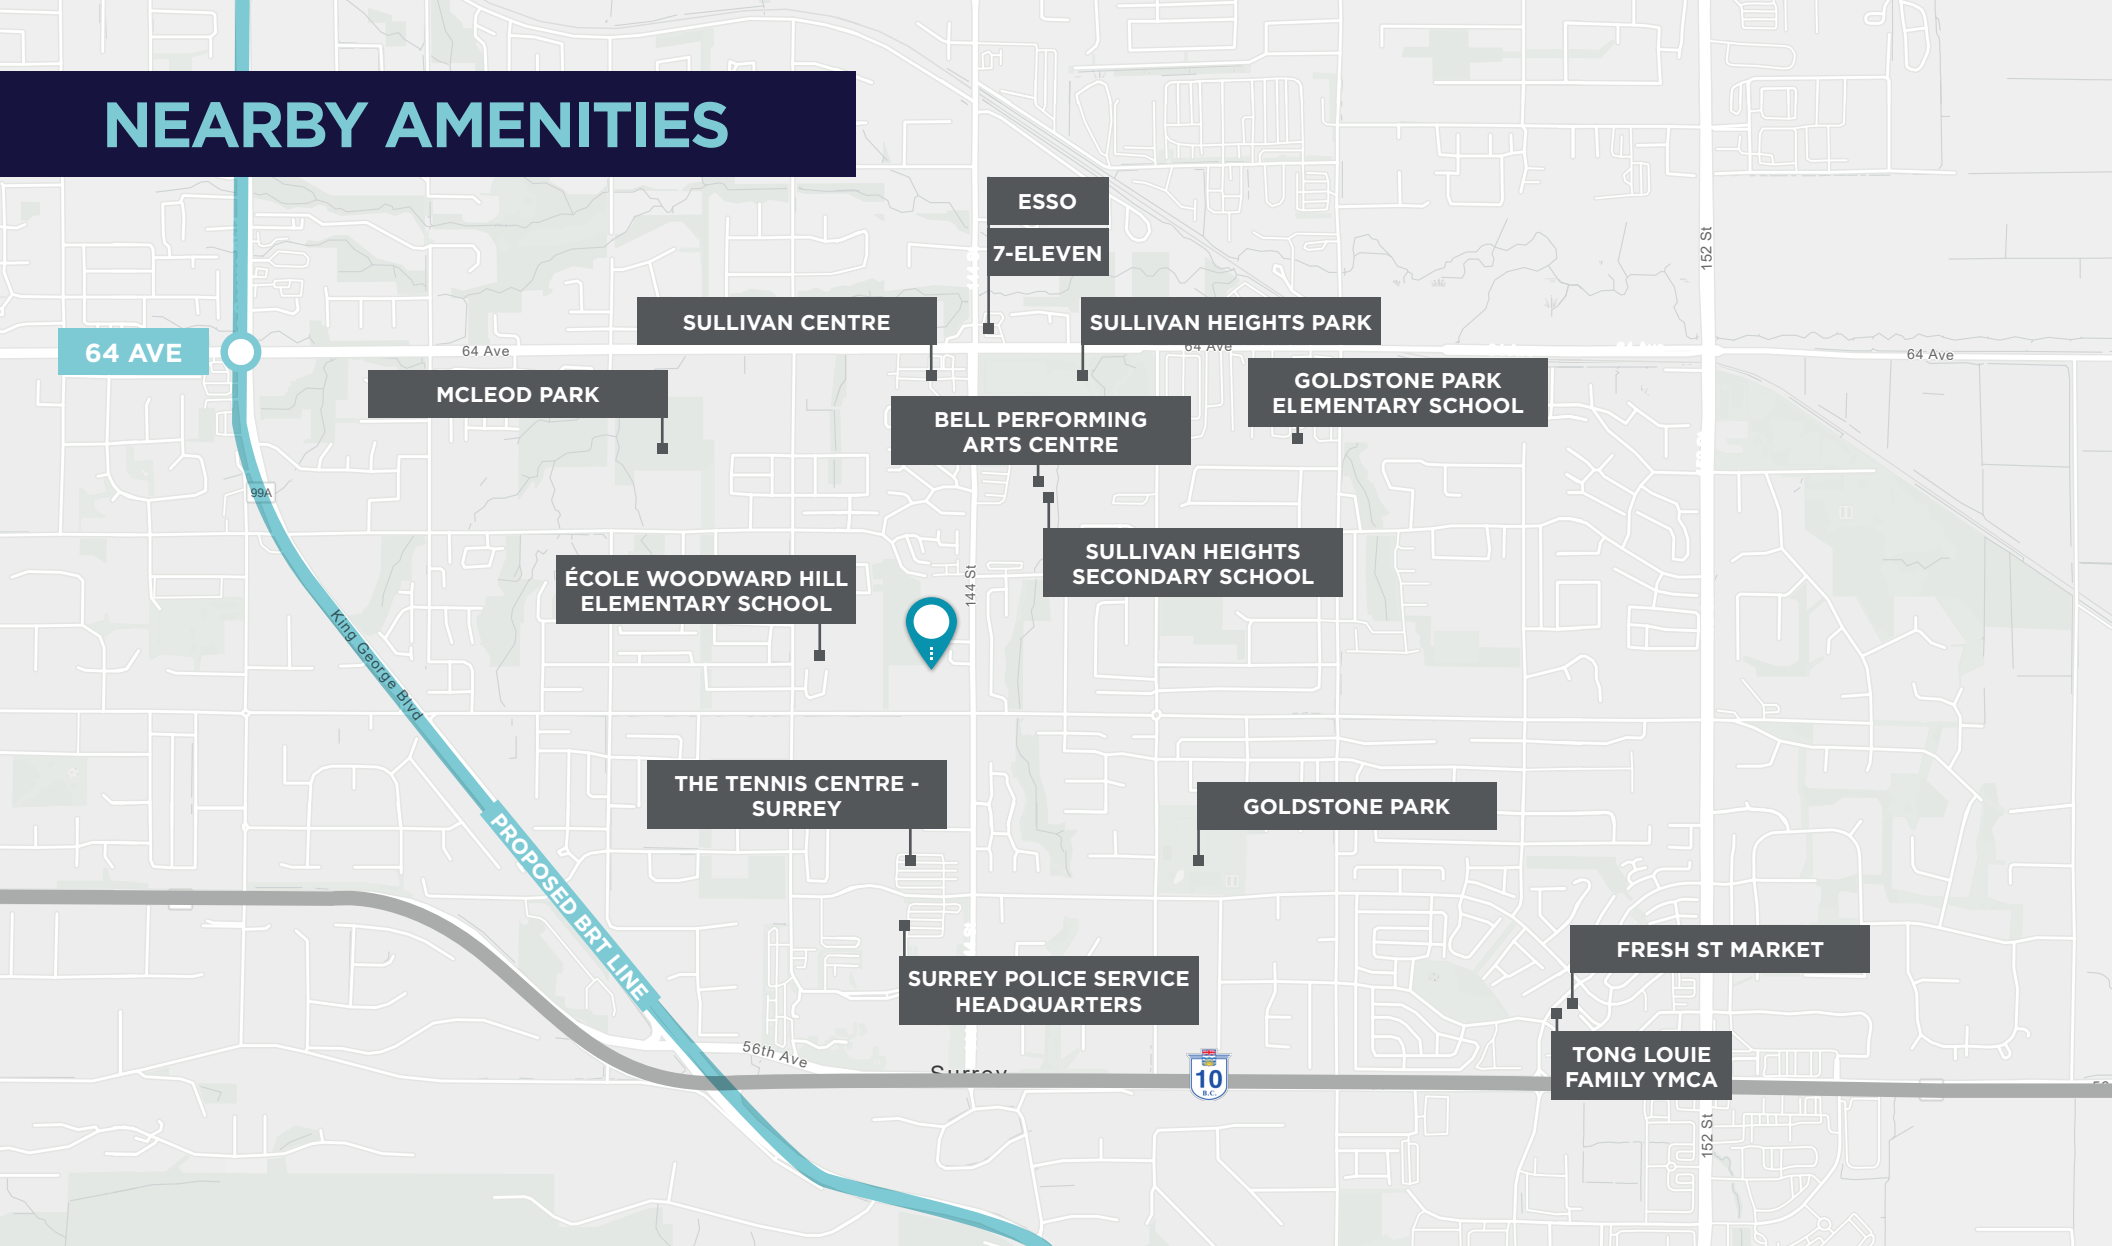 NEARBY AMENITIES
ESSO
7-ELEVEN
152 St
SULLIVAN CENTRE
SULLIVAN HEIGHTS PARK
64 AVE
64 Ave
64 Ave
64 Ave
MCLEOD PARK
GOLDSTONE PARK
ELEMENTARY SCHOOL
BELL PERFORMING
ARTS CENTRE
99A
SULLIVAN HEIGHTS
SECONDARY SCHOOL
ÉCOLE WOODWARD HILL
ELEMENTARY SCHOOL
144 St
King George Blvd
THE TENNIS CENTRE -
SURREY
GOLDSTONE PARK
PROPOSED BRT LINE
FRESH ST MARKET
SURREY POLICE SERVICE
HEADQUARTERS
56th Ave
Surrey
10
B.C.
TONG LOUIE
FAMILY YMCA
152 St